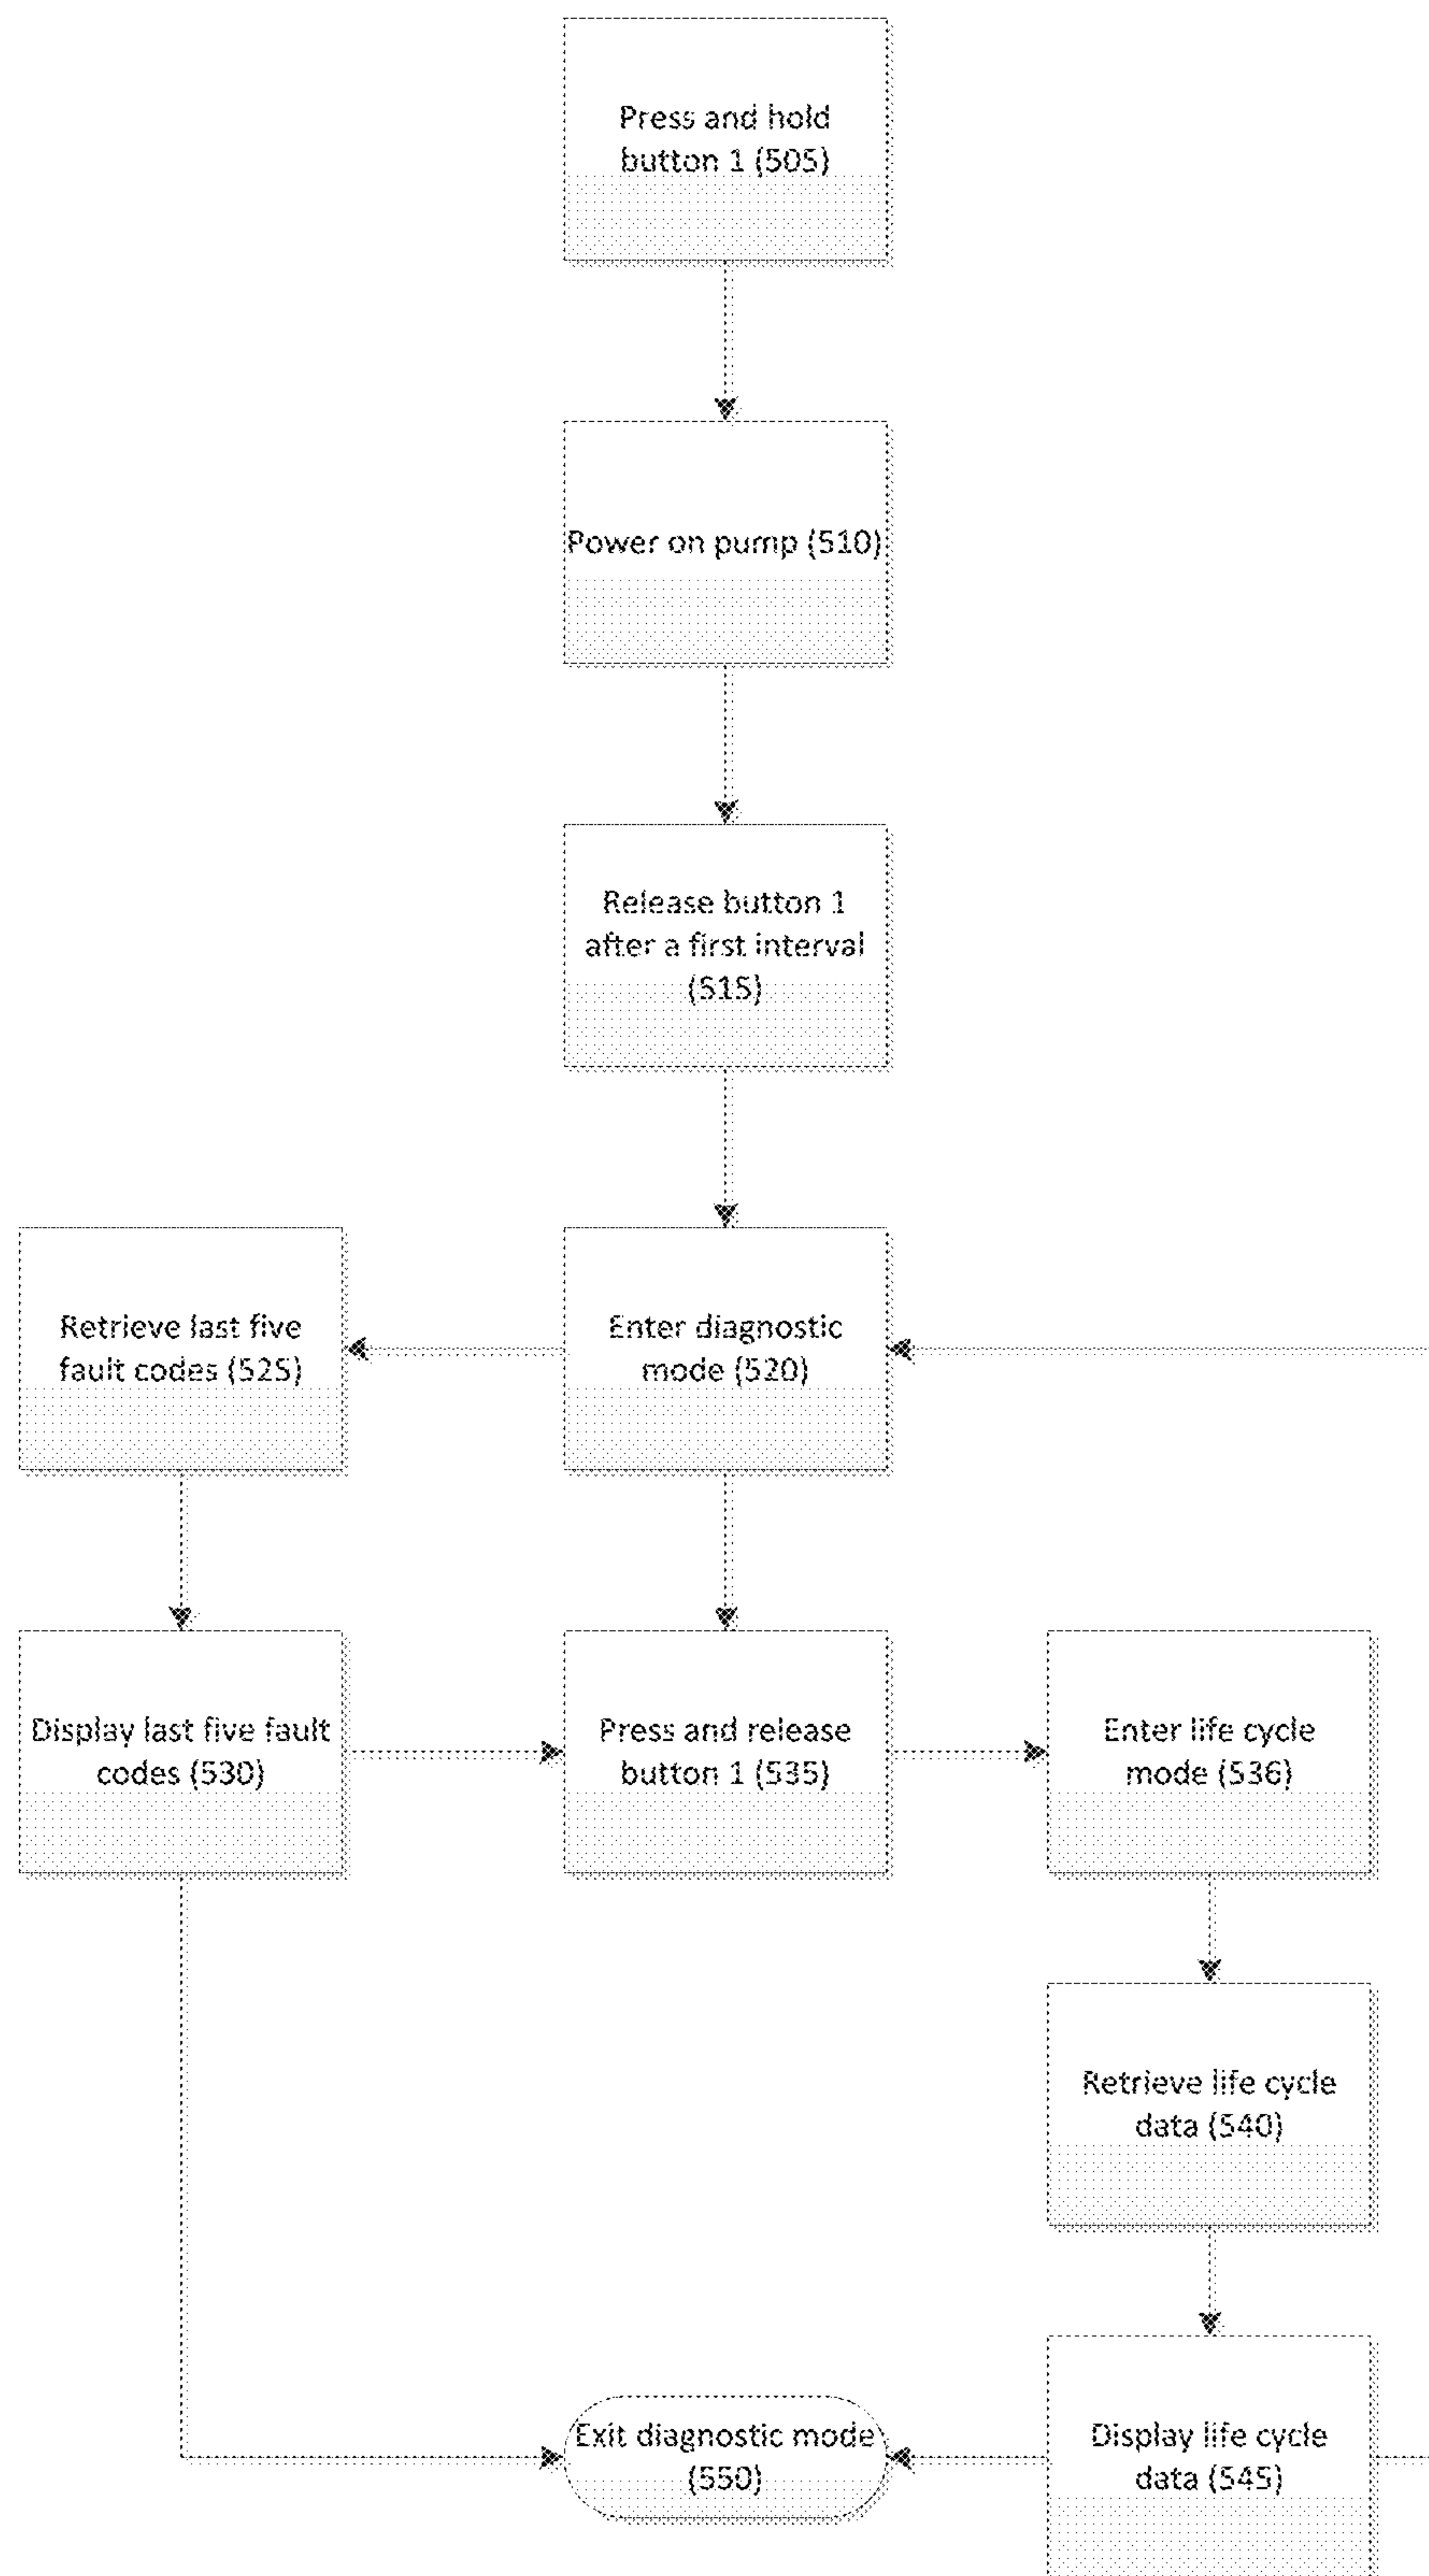 Press and hold
button 1 (505)
Power on pump (510)
Release button 1
after a first interval
(515)
Retrieve last five
fault codes (525)
Enter diagnostic
mode (520)
Display last five fault
codes (530)
Press and release
button 1 (535)
Enter life cycle
mode (536)
Retrieve life cycle
data (540)
Exit diagnostic mode
(550)
Display life cycle
data (545)